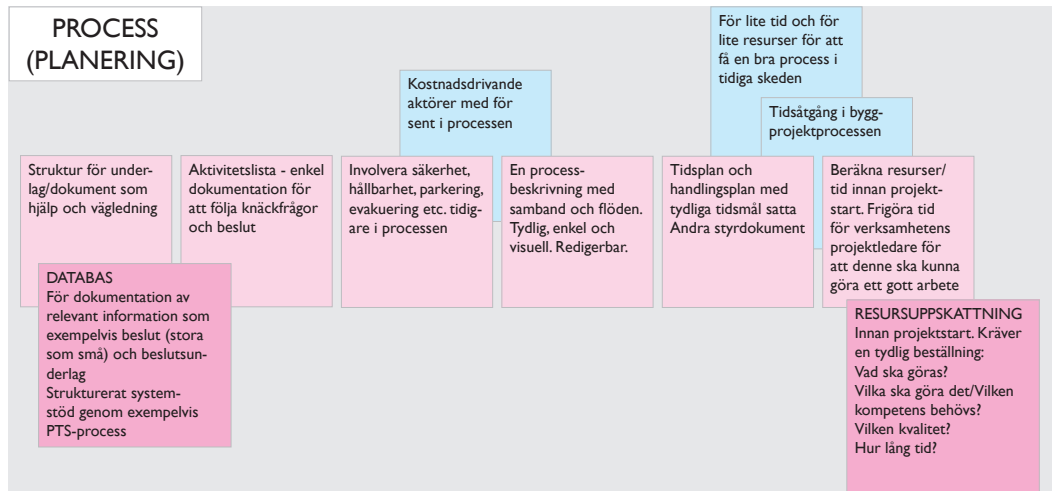 PROCESS
(PLANERING)
För lite tid och för
lite resurser för att
få en bra process i
tidiga skeden
Kostnadsdrivande
aktörer med för
sent i processen
Tidsåtgång i bygg-
projektprocessen
Struktur för under-
lag/dokument som
hjälp och vägledning
Aktivitetslista - enkel
dokumentation för
att följa knäckfrågor
och beslut
Involvera säkerhet,
hållbarhet, parkering,
evakuering etc. tidig-
are i processen
En process-
beskrivning med
samband och flöden.
Tydlig, enkel och
visuell. Redigerbar.
Tidsplan och
handlingsplan med
tydliga tidsmål satta
Andra styrdokument
Beräkna resurser/
tid innan projekt-
start. Frigöra tid
för verksamhetens
projektledare för
att denne ska kunna
göra ett gott arbete
DATABAS
För dokumentation av
relevant information som
exempelvis beslut (stora
som små) och beslutsun-
derlag
Strukturerat system-
stöd genom exempelvis
PTS-process
RESURSUPPSKATTNING
Innan projektstart. Kräver
en tydlig beställning:
Vad ska göras?
Vilka ska göra det/Vilken
kompetens behövs?
Vilken kvalitet?
Hur lång tid?